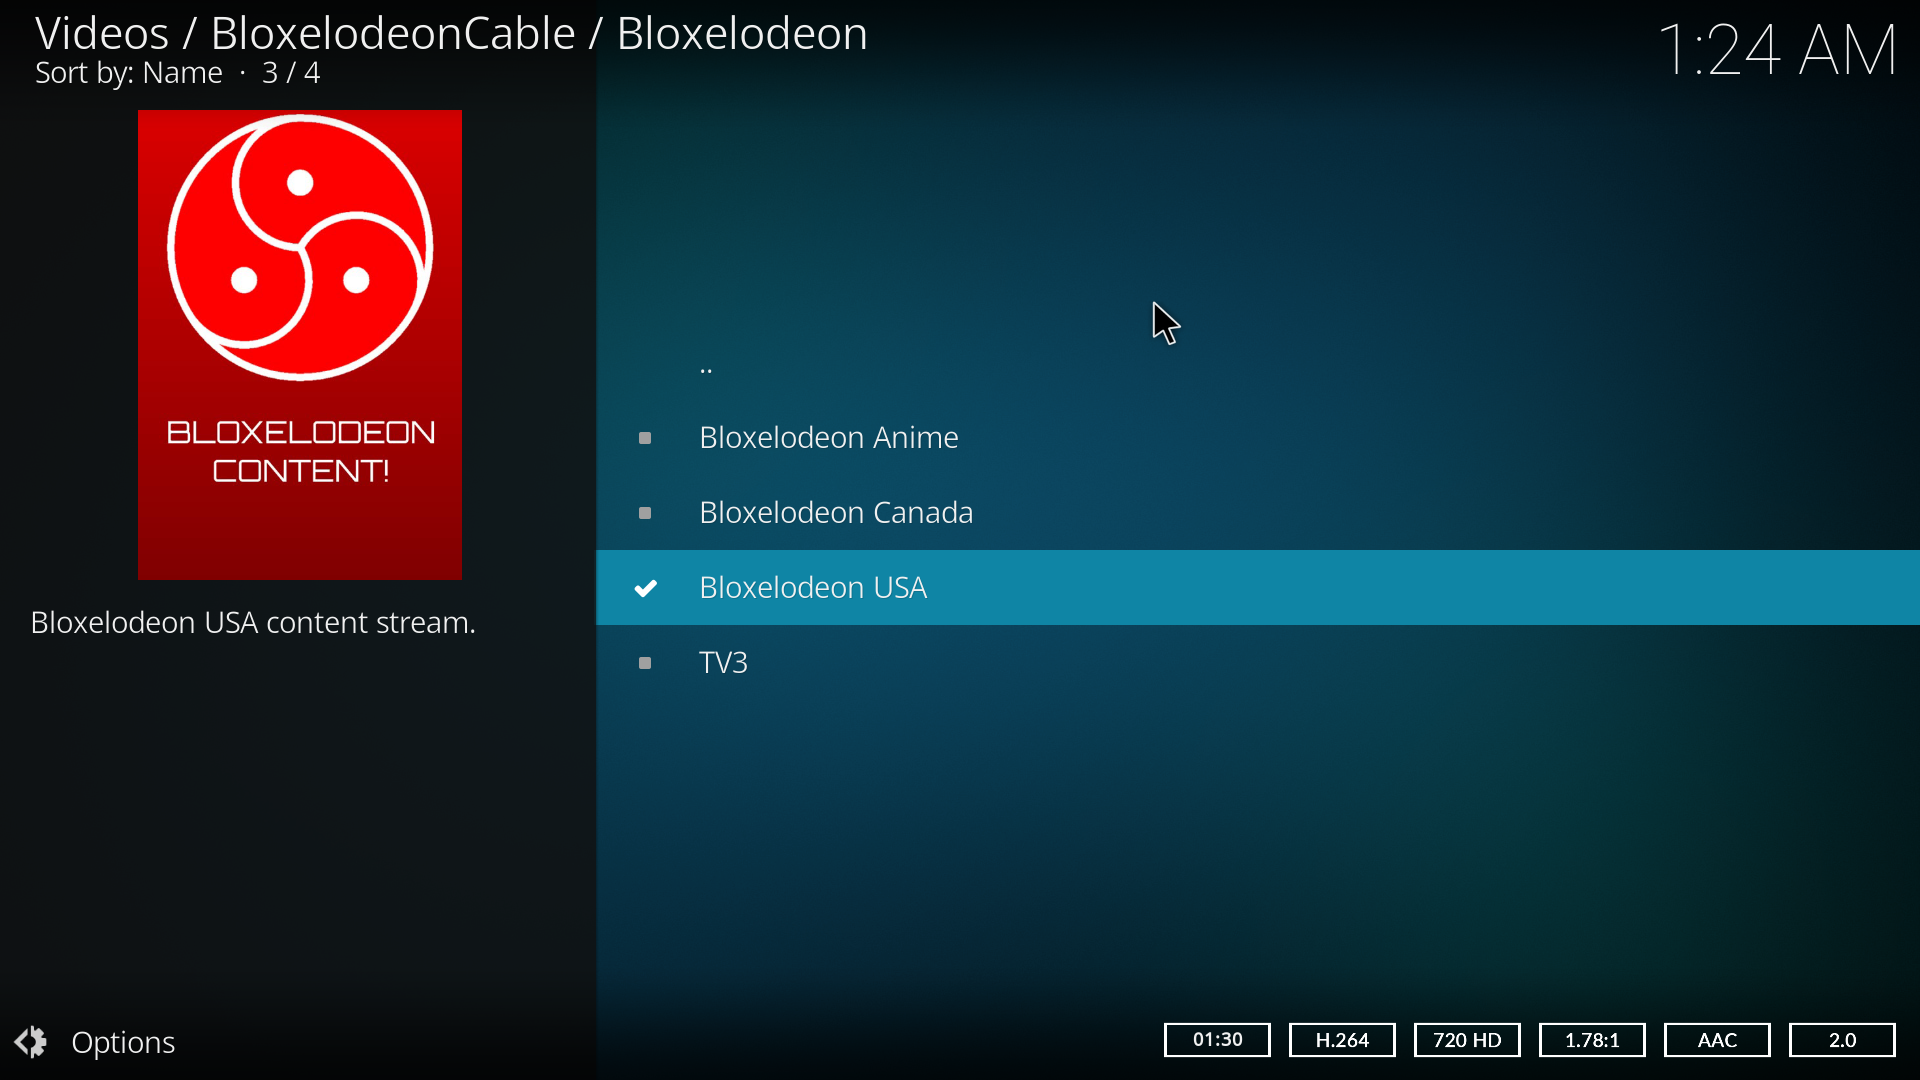 Videos / BloxelodeonCable / Bloxelodeon
Sort by: Name · 3 / 4
1:24 AM
BLOXELODEON
CONTENT!
Bloxelodeon USA content stream.
..
Bloxelodeon Anime
Bloxelodeon Canada
Bloxelodeon USA
TV3
Options
01:30
H.264
720 HD
1.78:1
AAC
2.0